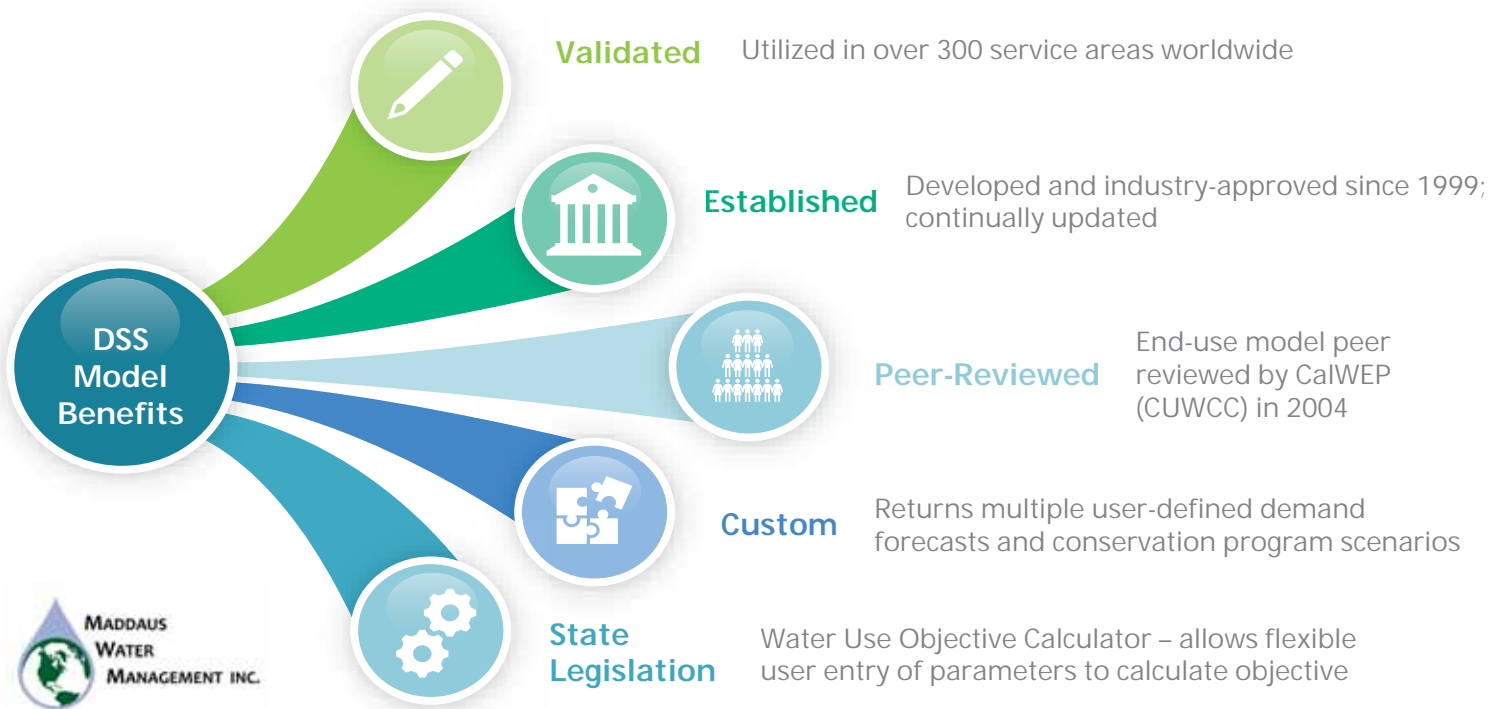 Validated
Utilized in over 300 service areas worldwide
Established
Developed and industry-approved since 1999;
continually updated
DSS
Model
Benefits
Peer-Reviewed
End-use model peer
reviewed by CalWEP
(CUWCC) in 2004
Custom
Returns multiple user-defined demand
forecasts and conservation program scenarios
State
Legislation
Water Use Objective Calculator – allows flexible
user entry of parameters to calculate objective
MADDAUS
WATER
MANAGEMENT INC.